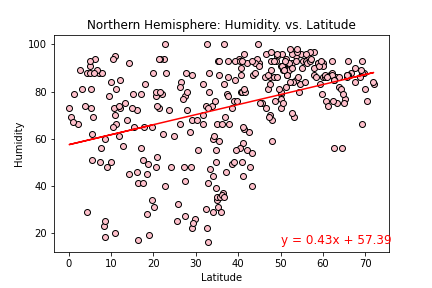 Northern Hemisphere: Humidity. vs. Latitude
100
80
60
40
20
Humidity
y = 0.43x + 57.39
0 10 20 30 40 50 60 70
Latitude